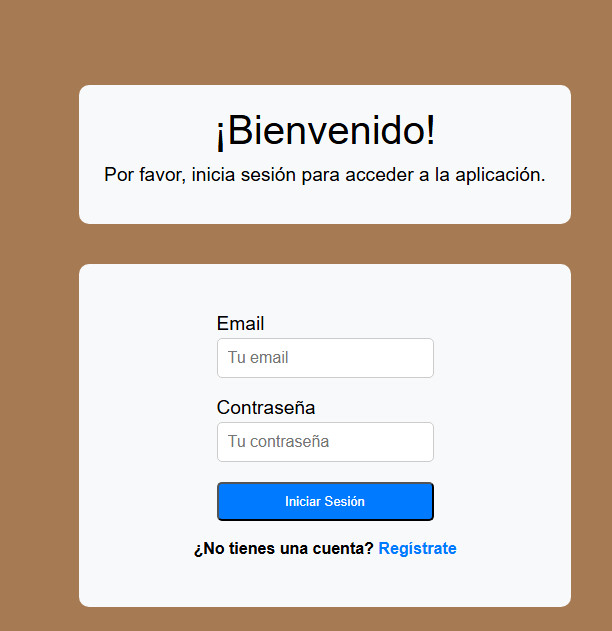 ¡Bienvenido!
Por favor, inicia sesión para acceder a la aplicación.
Email
Tu email
Contraseña
Tu contraseña
Iniciar Sesión
¿No tienes una cuenta? Regístrate